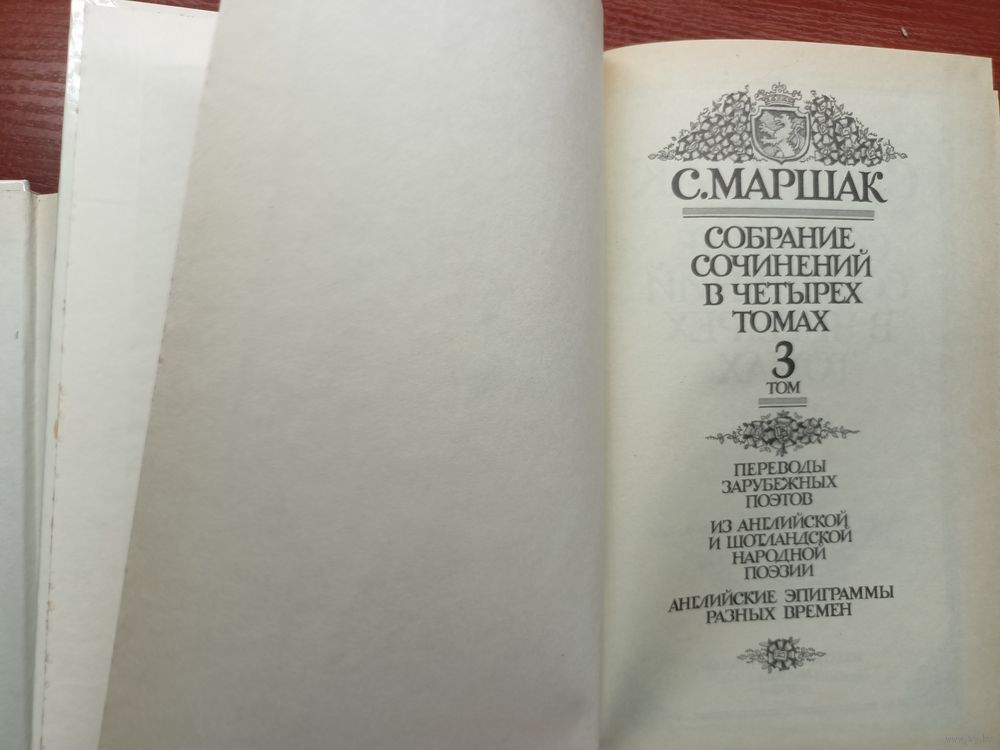 С.МАРШАК
СОБРАНИЕ
СОЧИНЕНИЙ
В ЧЕТЫРЕХ
ТОМАХ
3
ТОМ
ПЕРЕВОДЫ
ЗАРУБЕЖНЫХ
ПОЭТОВ
ИЗ АНГЛИЙСКОЙ
И ШОТЛАНДСКОЙ
НАРОДНОЙ
ПОЭЗИИ
АНГЛИЙСКИЕ ЭПИГРАММЫ
РАЗНЫХ ВРЕМЕН